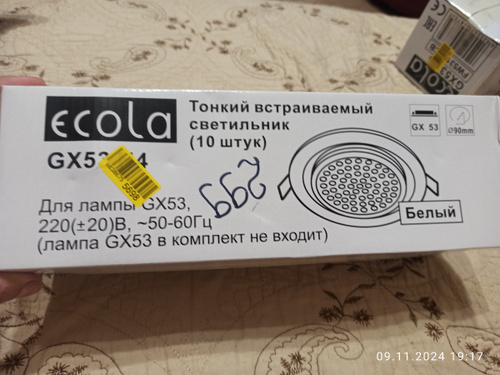 ecola
Тонкий встраиваемый
светильник
(10 штук)
GX 53
Ø90mm
Для лампы GX53,
220(±20)В, ~50-60Гц
(лампа GX53 в комплект не входит)
Белый
299
ecola
GX53
09.11.2024 19:17